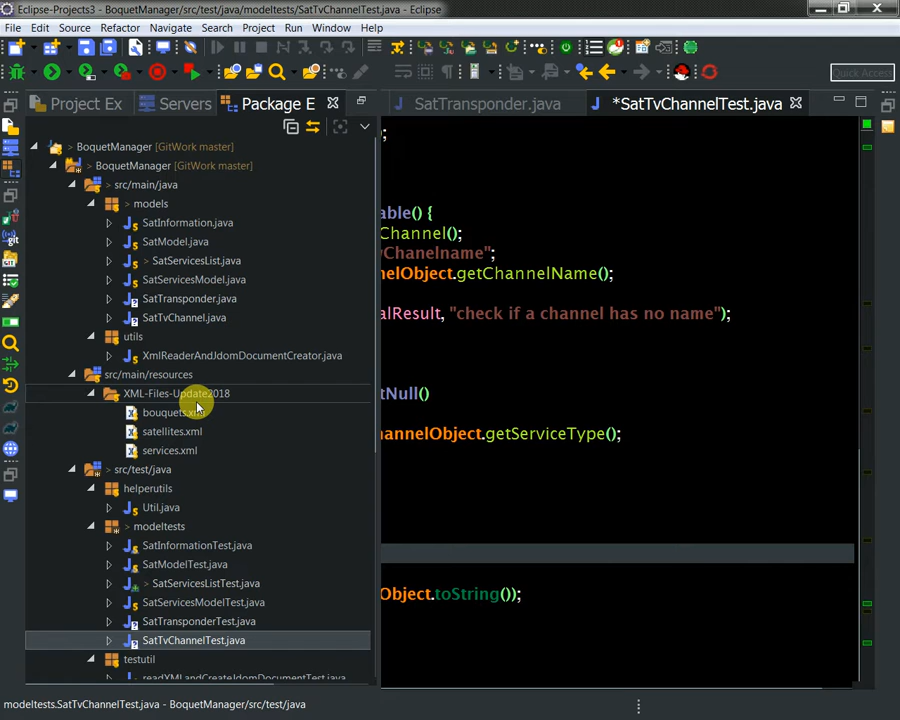 Eclipse-Projects3 - BoquetManager/src/test/java/modeltests/SatTvChannelTest.java - Eclipse
File Edit Source Refactor Navigate Search Project Run Window Help
Quick Access
Project Ex Servers Package E SatTransponder.java *SatTvChannelTest.java
> BoquetManager [GitWork master]
> BoquetManager [GitWork master]
> src/main/java
> models
SatInformation.java
SatModel.java
> SatServicesList.java
SatServicesModel.java
SatTransponder.java
SatTvChannel.java
utils
XmlReaderAndJdomDocumentCreator.java
src/main/resources
XML-Files-Update2018
bouquets.xml
satellites.xml
services.xml
> src/test/java
helperutils
Util.java
> modeltests
SatInformationTest.java
SatModelTest.java
> SatServicesListTest.java
SatServicesModelTest.java
SatTransponderTest.java
SatTvChannelTest.java
testutil
readXMLandCreateJdomDocumentTest.java
;
able() {
Channel();
Chanelname";
nelObject.getChannelName();
alResult, "check if a channel has no name");
tNull()
annelObject.getServiceType();
Object.toString());
modeltests.SatTvChannelTest.java - BoquetManager/src/test/java